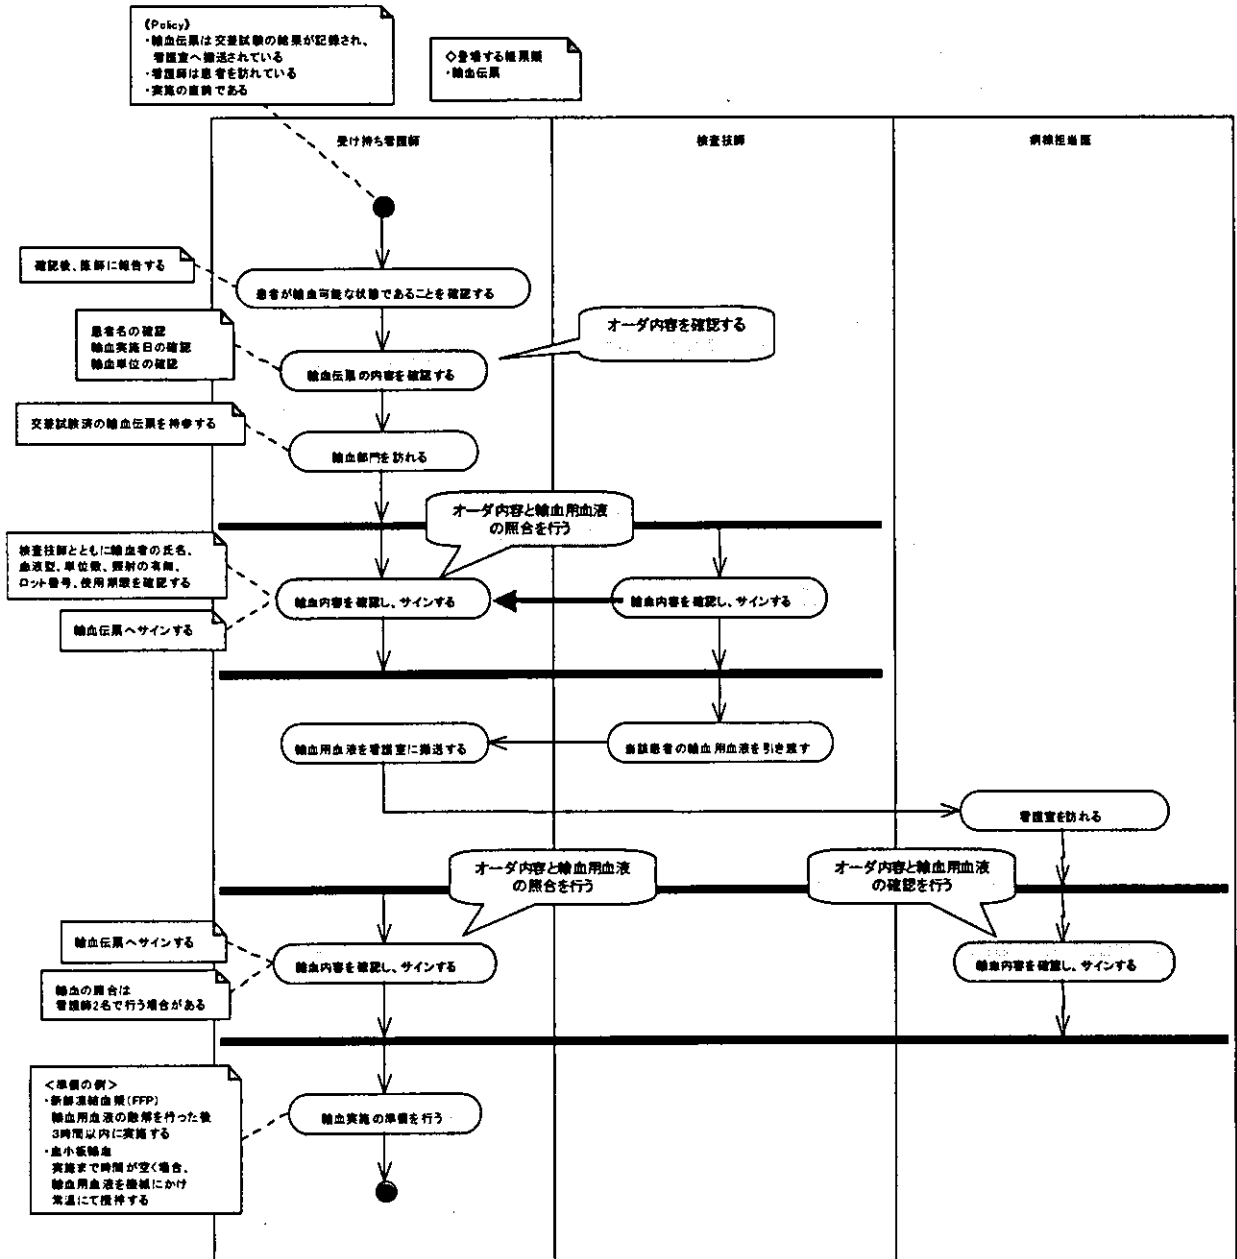 《Policy》
・輸血伝票は交差試験の結果が記録され、
看護室へ搬送されている
・看護師は患者を訪れている
・実施の直前である
◇登場する帳票類
・輸血伝票
受け持ち看護師
検査技師
病棟担当医
確認後、医師に報告する
患者が輸血可能な状態であることを確認する
オーダ内容を確認する
患者名の確認
輸血実施日の確認
輸血単位の確認
輸血伝票の内容を確認する
交差試験済の輸血伝票を持参する
輸血部門を訪れる
オーダ内容と輸血用血液
の照合を行う
検査技師とともに輸血者の氏名、
血液型、単位数、照射の有無、
ロット番号、使用期限を確認する
輸血内容を確認し、サインする
輸血内容を確認し、サインする
輸血伝票へサインする
輸血用血液を看護室に搬送する
当該患者の輸血用血液を引き渡す
看護室を訪れる
オーダ内容と輸血用血液
の照合を行う
オーダ内容と輸血用血液
の確認を行う
輸血伝票へサインする
輸血内容を確認し、サインする
輸血内容を確認し、サインする
輸血の照合は
看護師2名で行う場合がある
＜準備の例＞
・新鮮凍結血漿(FFP)
輸血用血液の融解を行った後
3時間以内に実施する
・血小板輸血
実施まで時間が空く場合、
輸血用血液を機械にかけ
常温にて攪拌する
輸血実施の準備を行う